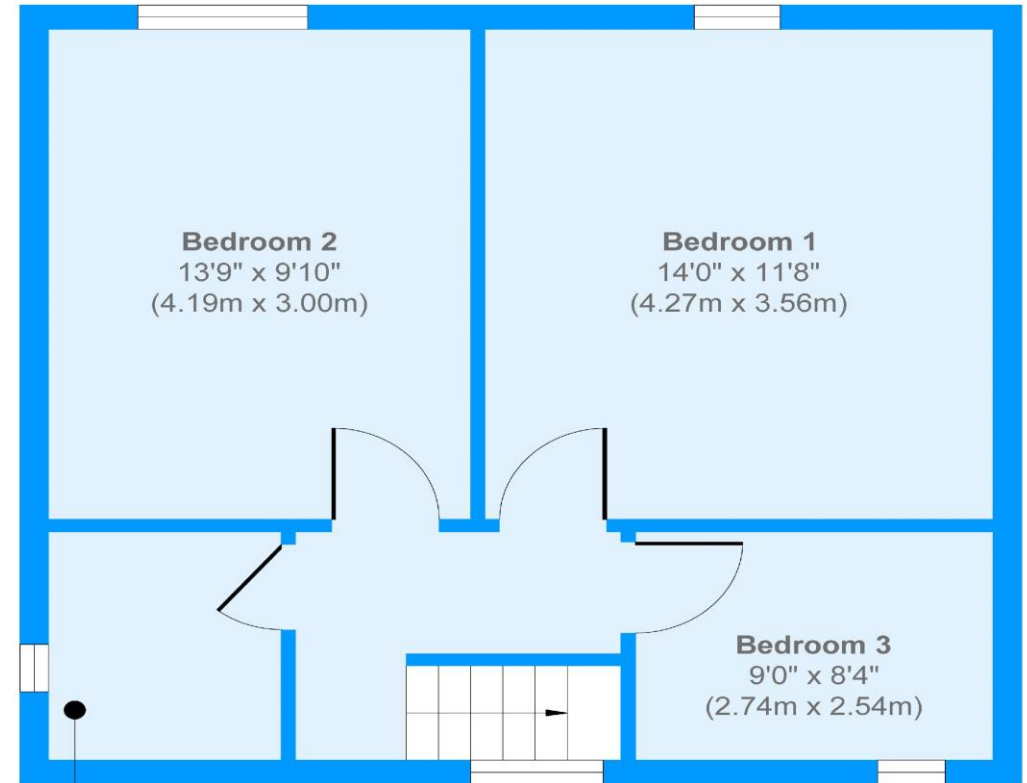 Bedroom 2
13'9" x 9'10"
(4.19m x 3.00m)
Bedroom 1
14'0" x 11'8"
(4.27m x 3.56m)
Bedroom 3
9'0" x 8'4"
(2.74m x 2.54m)